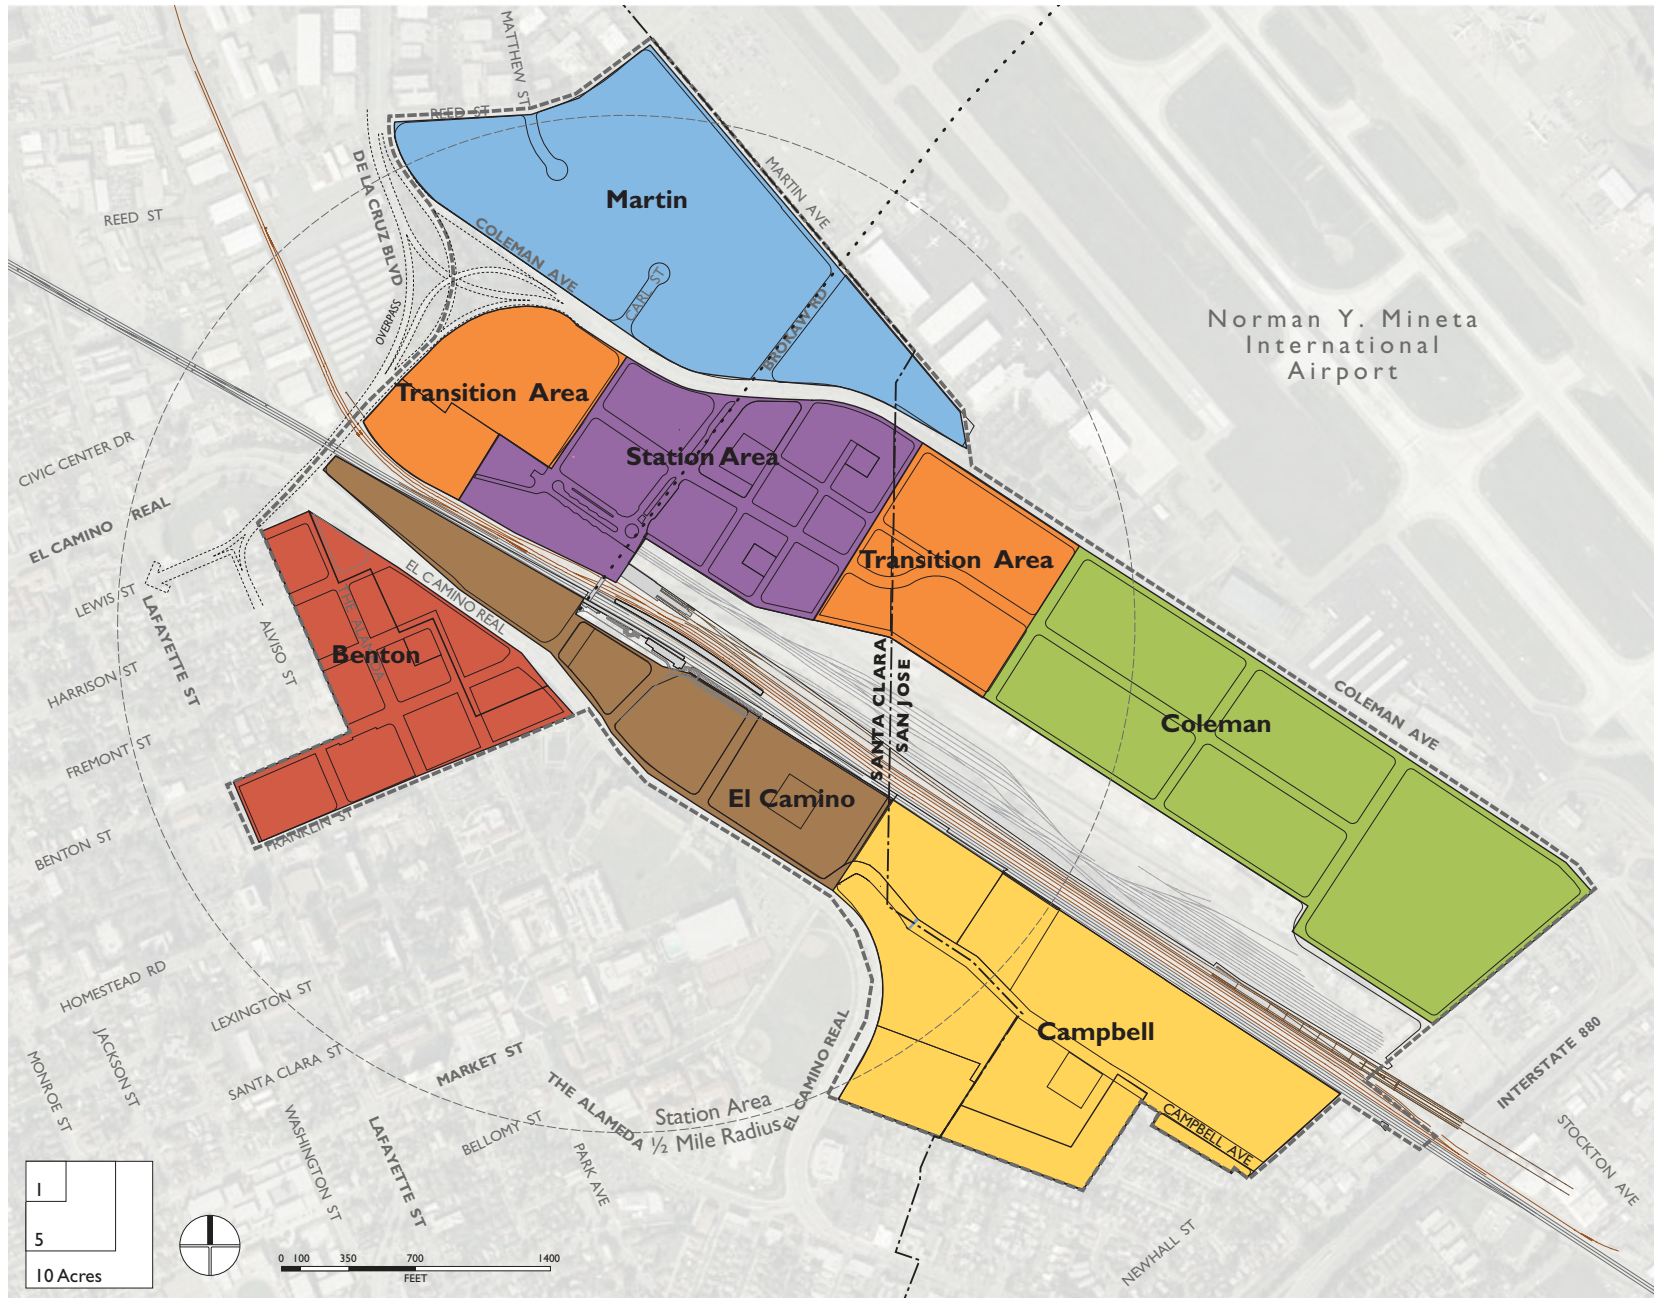 MATTHEW ST
REED ST
MARTIN AVE
Martin
DE LA CRUZ BLVD
REED ST
COLEMAN AVE
CARL ST
BROKAW RD
OVERPASS
Norman Y. Mineta
International
Airport
Transition Area
Station Area
CIVIC CENTER DR
EL CAMINO REAL
Transition Area
EL CAMINO REAL
LEWIS ST
LAFAYETTE ST
ALVISO ST
THE ALAMEDA
Benton
HARRISON ST
SANTA CLARA
SAN JOSE
COLEMAN AVE
Coleman
FREMONT ST
El Camino
FRANKLIN ST
BENTON ST
HOMESTEAD RD
LEXINGTON ST
JACKSON ST
MONROE ST
SANTA CLARA ST
MARKET ST
THE ALAMEDA
EL CAMINO REAL
Campbell
INTERSTATE 880
CAMPBELL AVE
STOCKTON AVE
Station Area
½ Mile Radius
WASHINGTON ST
LAFAYETTE ST
BELLOMY ST
PARK AVE
NEWHALL ST
1
5
10 Acres
0 100 350 700 1400
FEET